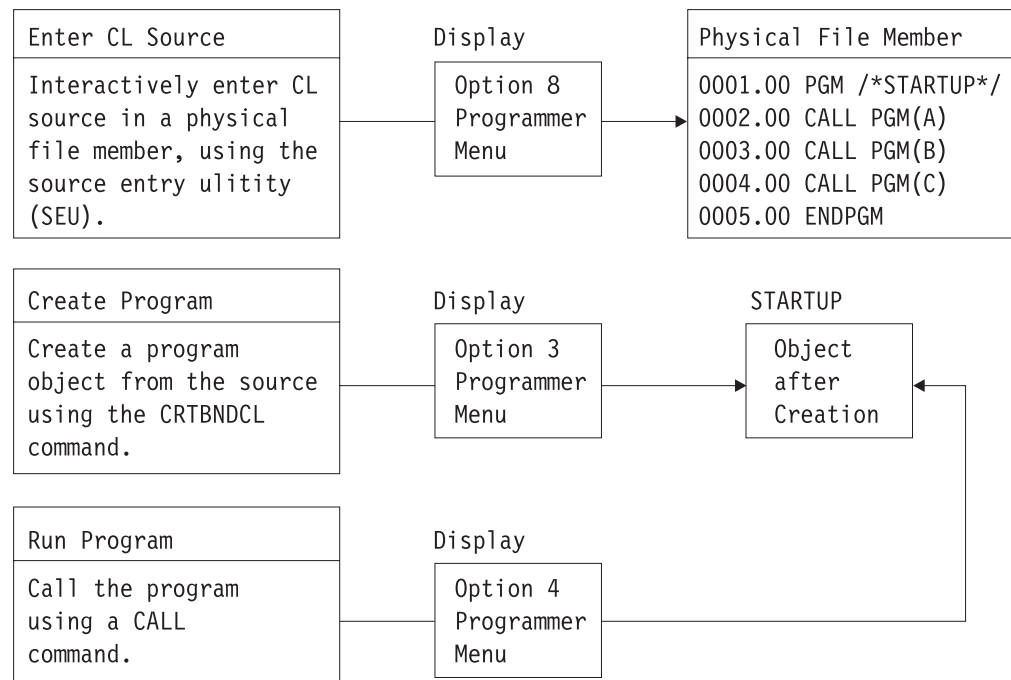 Enter CL Source
Interactively enter CL
source in a physical
file member, using the
source entry ulitity
(SEU).
Display
Option 8
Programmer
Menu
Physical File Member
0001.00 PGM /*STARTUP*/
0002.00 CALL PGM(A)
0003.00 CALL PGM(B)
0004.00 CALL PGM(C)
0005.00 ENDPGM
Create Program
Create a program
object from the source
using the CRTBNDCL
command.
Display
Option 3
Programmer
Menu
STARTUP
Object
after
Creation
Run Program
Call the program
using a CALL
command.
Display
Option 4
Programmer
Menu